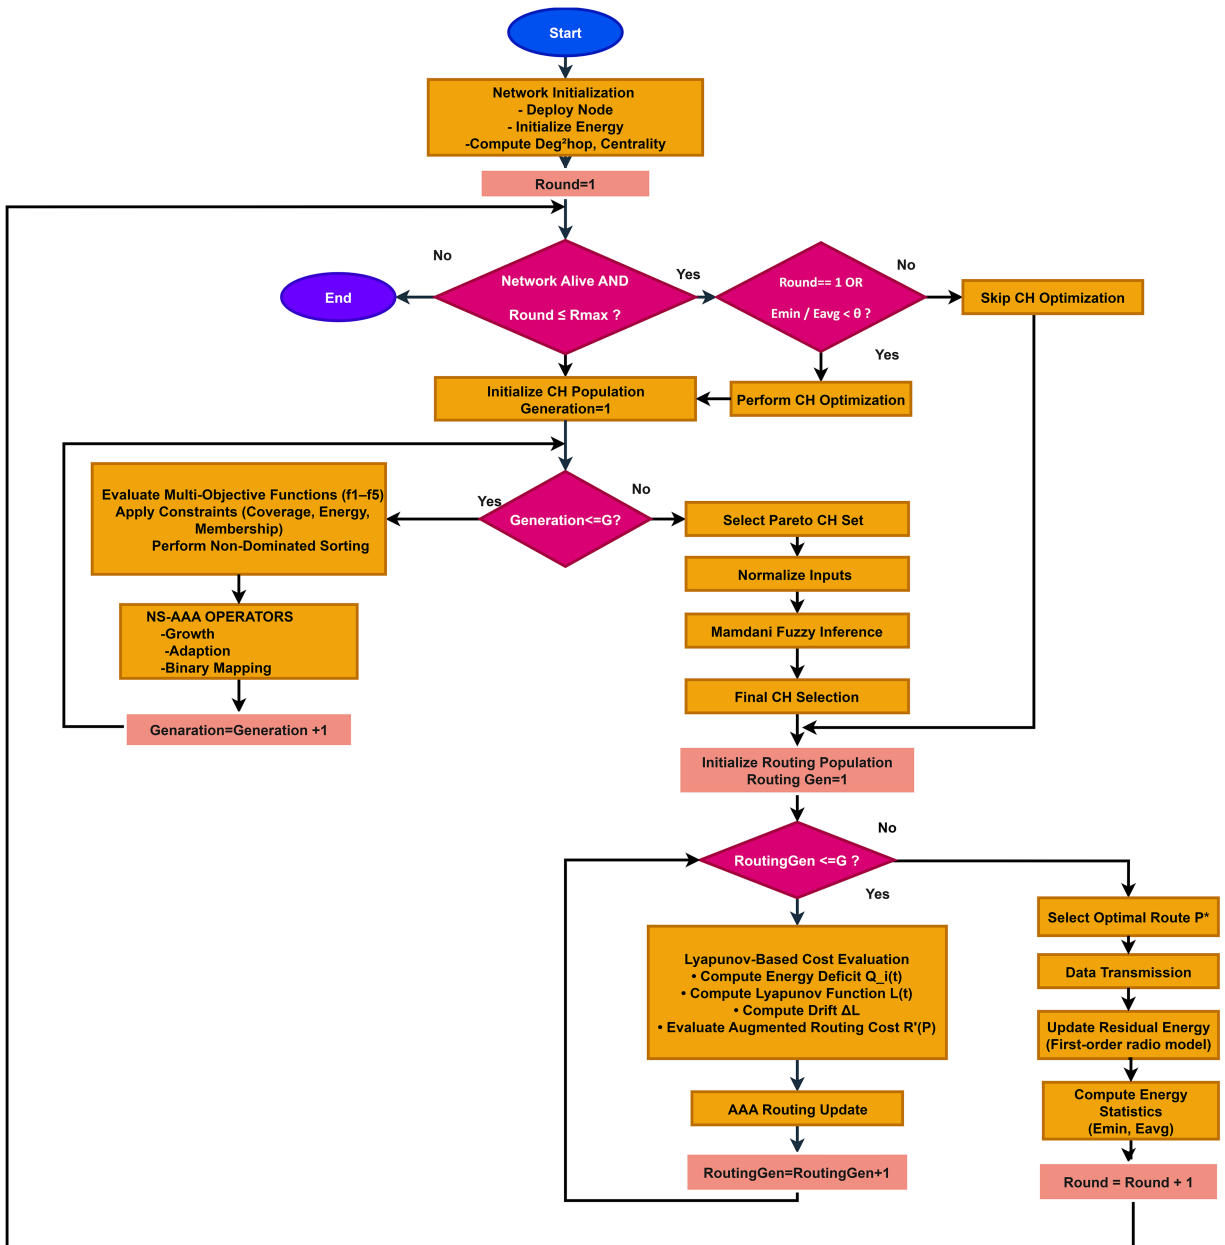 Start
Network Initialization
- Deploy Node
- Initialize Energy
-Compute Deg²hop, Centrality
Round=1
No
Network Alive AND
Round ≤ Rmax ?
Yes
End
Round== 1 OR
Emin / Eavg < θ ?
No
Skip CH Optimization
Yes
Initialize CH Population
Generation=1
Perform CH Optimization
Evaluate Multi-Objective Functions (f1–f5)
Apply Constraints (Coverage, Energy,
Membership)
Perform Non-Dominated Sorting
Yes
Generation<=G?
No
Select Pareto CH Set
Normalize Inputs
NS-AAA OPERATORS
-Growth
-Adaption
-Binary Mapping
Mamdani Fuzzy Inference
Final CH Selection
Genaration=Generation +1
Initialize Routing Population
Routing Gen=1
No
RoutingGen <=G ?
Yes
Lyapunov-Based Cost Evaluation
• Compute Energy Deficit Q_i(t)
• Compute Lyapunov Function L(t)
• Compute Drift ΔL
• Evaluate Augmented Routing Cost R'(P)
AAA Routing Update
RoutingGen=RoutingGen+1
Select Optimal Route P*
Data Transmission
Update Residual Energy
(First-order radio model)
Compute Energy
Statistics
(Emin, Eavg)
Round = Round + 1